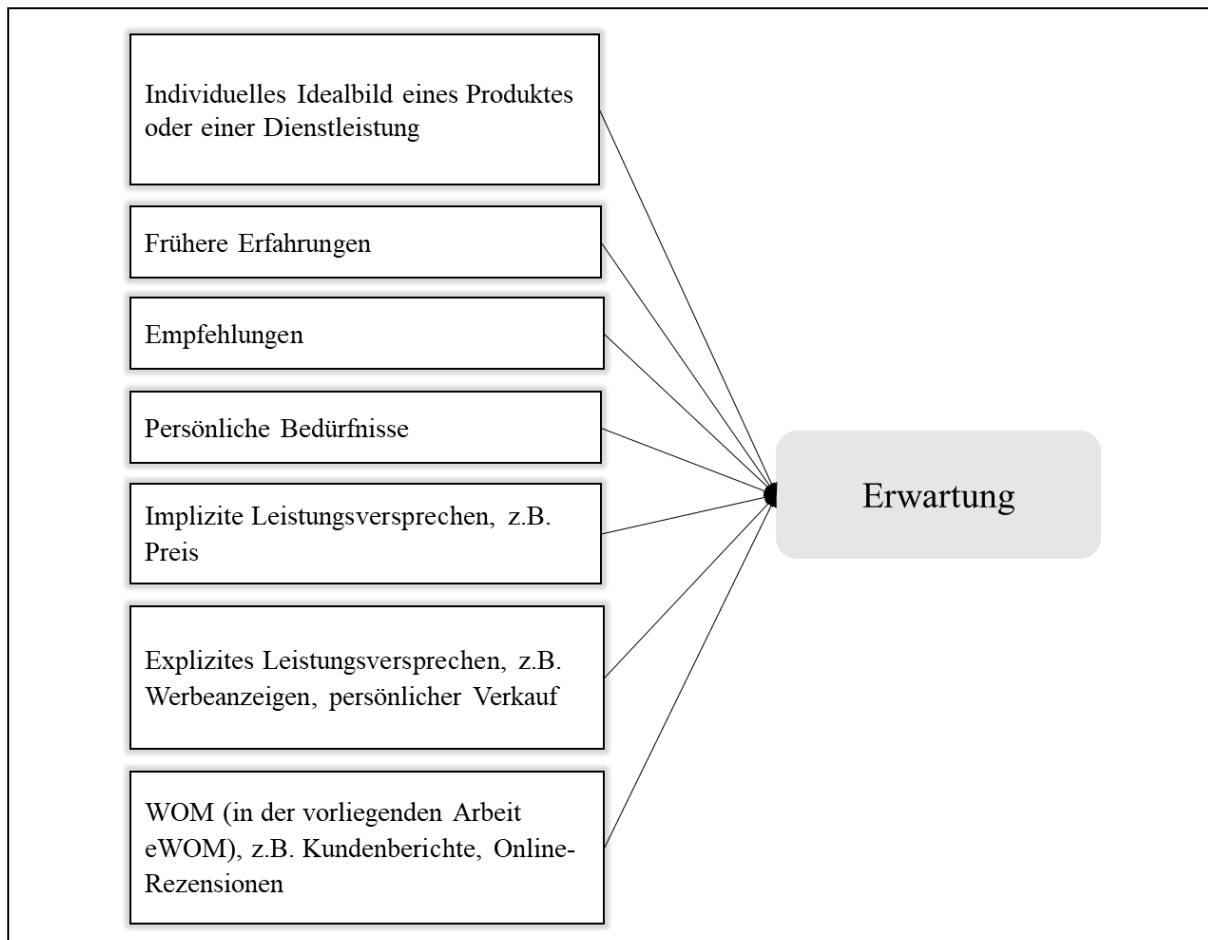 Individuelles Idealbild eines Produktes
oder einer Dienstleistung
Frühere Erfahrungen
Empfehlungen
Persönliche Bedürfnisse
Implizite Leistungsversprechen, z.B.
Preis
Explizites Leistungsversprechen, z.B.
Werbeanzeigen, persönlicher Verkauf
WOM (in der vorliegenden Arbeit
eWOM), z.B. Kundenberichte, Online-
Rezensionen
Erwartung